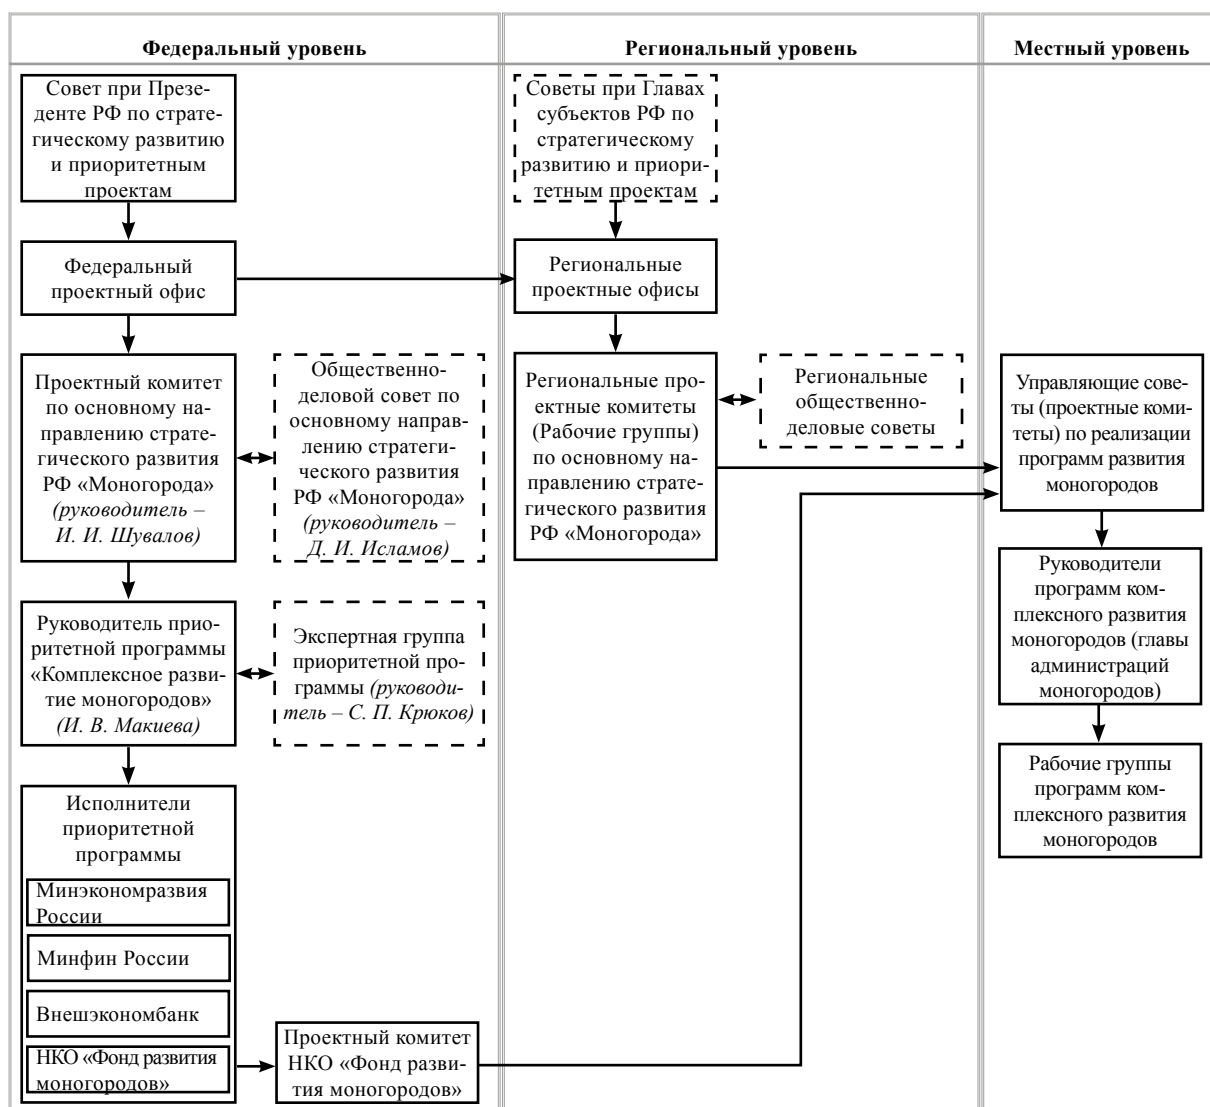 Федеральный уровень
Совет при Прези-
денте РФ по страте-
гическому развитию
и приоритетным
проектам
Федеральный
проектный офис
Проектный комитет
по основному на-
правлению страте-
гического развития
РФ «Моногорода»
(руководитель –
И. И. Шувалов)
Общественно-
деловой совет по
основному направ-
лению стратеги-
ческого развития
РФ «Моногорода»
(руководитель –
Д. И. Исламов)
Руководитель прио-
ритетной программы
«Комплексное разви-
тие моногородов»
(И. В. Макиева)
Экспертная группа
приоритетной про-
граммы (руководи-
тель – С. П. Крюков)
Исполнители
приоритетной
программы
Минэкономразвия
России
Минфин России
Внешэкономбанк
НКО «Фонд развития
моногородов»
Проектный комитет
НКО «Фонд разви-
тия моногородов»
Региональный уровень
Советы при Главах
субъектов РФ по
стратегическому
развитию и приори-
тетным проектам
Региональные
проектные офисы
Региональные про-
ектные комитеты
(Рабочие группы)
по основному на-
правлению страте-
гического развития
РФ «Моногорода»
Региональные
общественно-
деловые советы
Местный уровень
Управляющие сове-
ты (проектные коми-
теты) по реализации
программ развития
моногородов
Руководители
программ ком-
плексного развития
моногородов (главы
администраций
моногородов)
Рабочие группы
программ ком-
плексного развития
моногородов